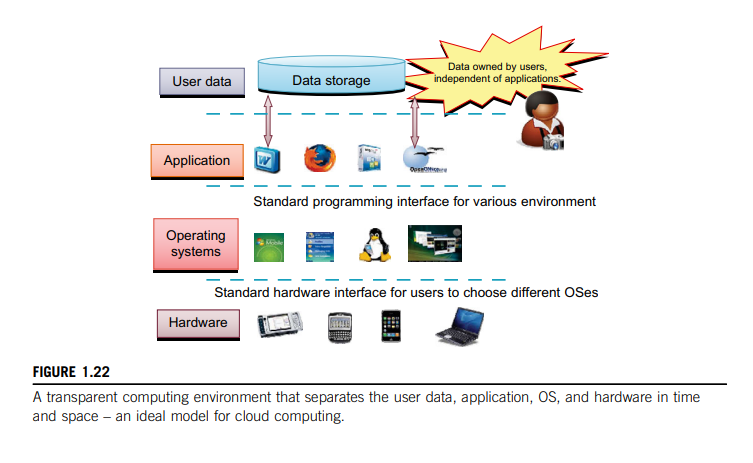 User data
Data storage
Data owned by users,
independent of applications.
Application
W
Standard programming interface for various environment
Operating
systems
Mobile
Standard hardware interface for users to choose different OSes
Hardware
FIGURE 1.22
A transparent computing environment that separates the user data, application, OS, and hardware in time
and space – an ideal model for cloud computing.